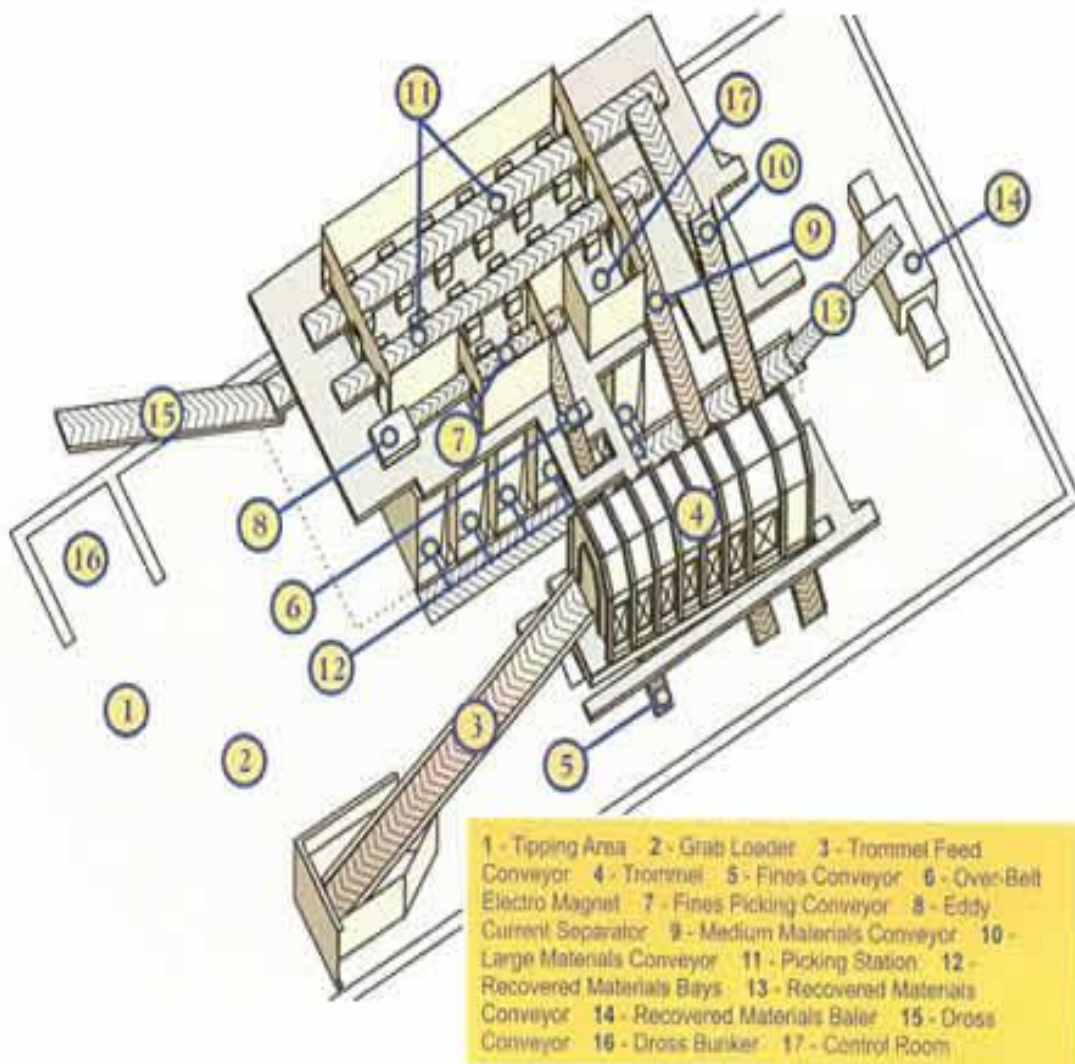 11
17
10
14
9
13
15
7
8
4
16
6
12
1
3
2
5
1 - Tipping Area 2 - Grab Loader 3 - Trommel Feed
Conveyor 4 - Trommel 5 - Fines Conveyor 6 - Over-Belt
Electro Magnet 7 - Fines Picking Conveyor 8 - Eddy
Current Separator 9 - Medium Materials Conveyor 10 -
Large Materials Conveyor 11 - Picking Station 12 -
Recovered Materials Bays 13 - Recovered Materials
Conveyor 14 - Recovered Materials Baler 15 - Dross
Conveyor 16 - Dross Bunker 17 - Control Room